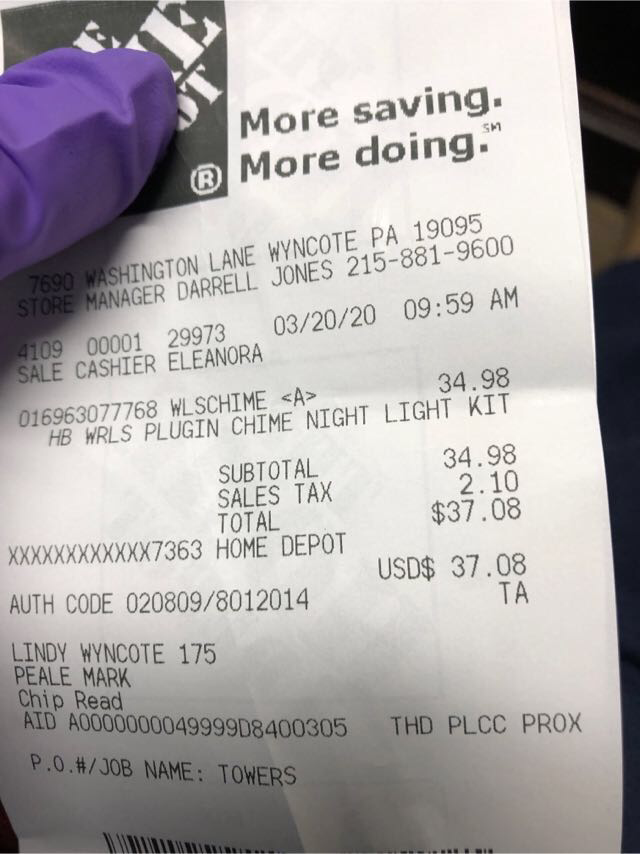 More saving.
More doing.℠
®
7690 WASHINGTON LANE WYNCOTE PA 19095
STORE MANAGER DARRELL JONES 215-881-9600
4109 00001 29973 03/20/20 09:59 AM
SALE CASHIER ELEANORA
016963077768 WLSCHIME <A> 34.98
HB WRLS PLUGIN CHIME NIGHT LIGHT KIT
SUBTOTAL 34.98
SALES TAX 2.10
TOTAL $37.08
XXXXXXXXXXXX7363 HOME DEPOT
USD$ 37.08
AUTH CODE 020809/8012014 TA
LINDY WYNCOTE 175
PEALE MARK
Chip Read
AID A0000000049999D8400305 THD PLCC PROX
P.O.#/JOB NAME: TOWERS